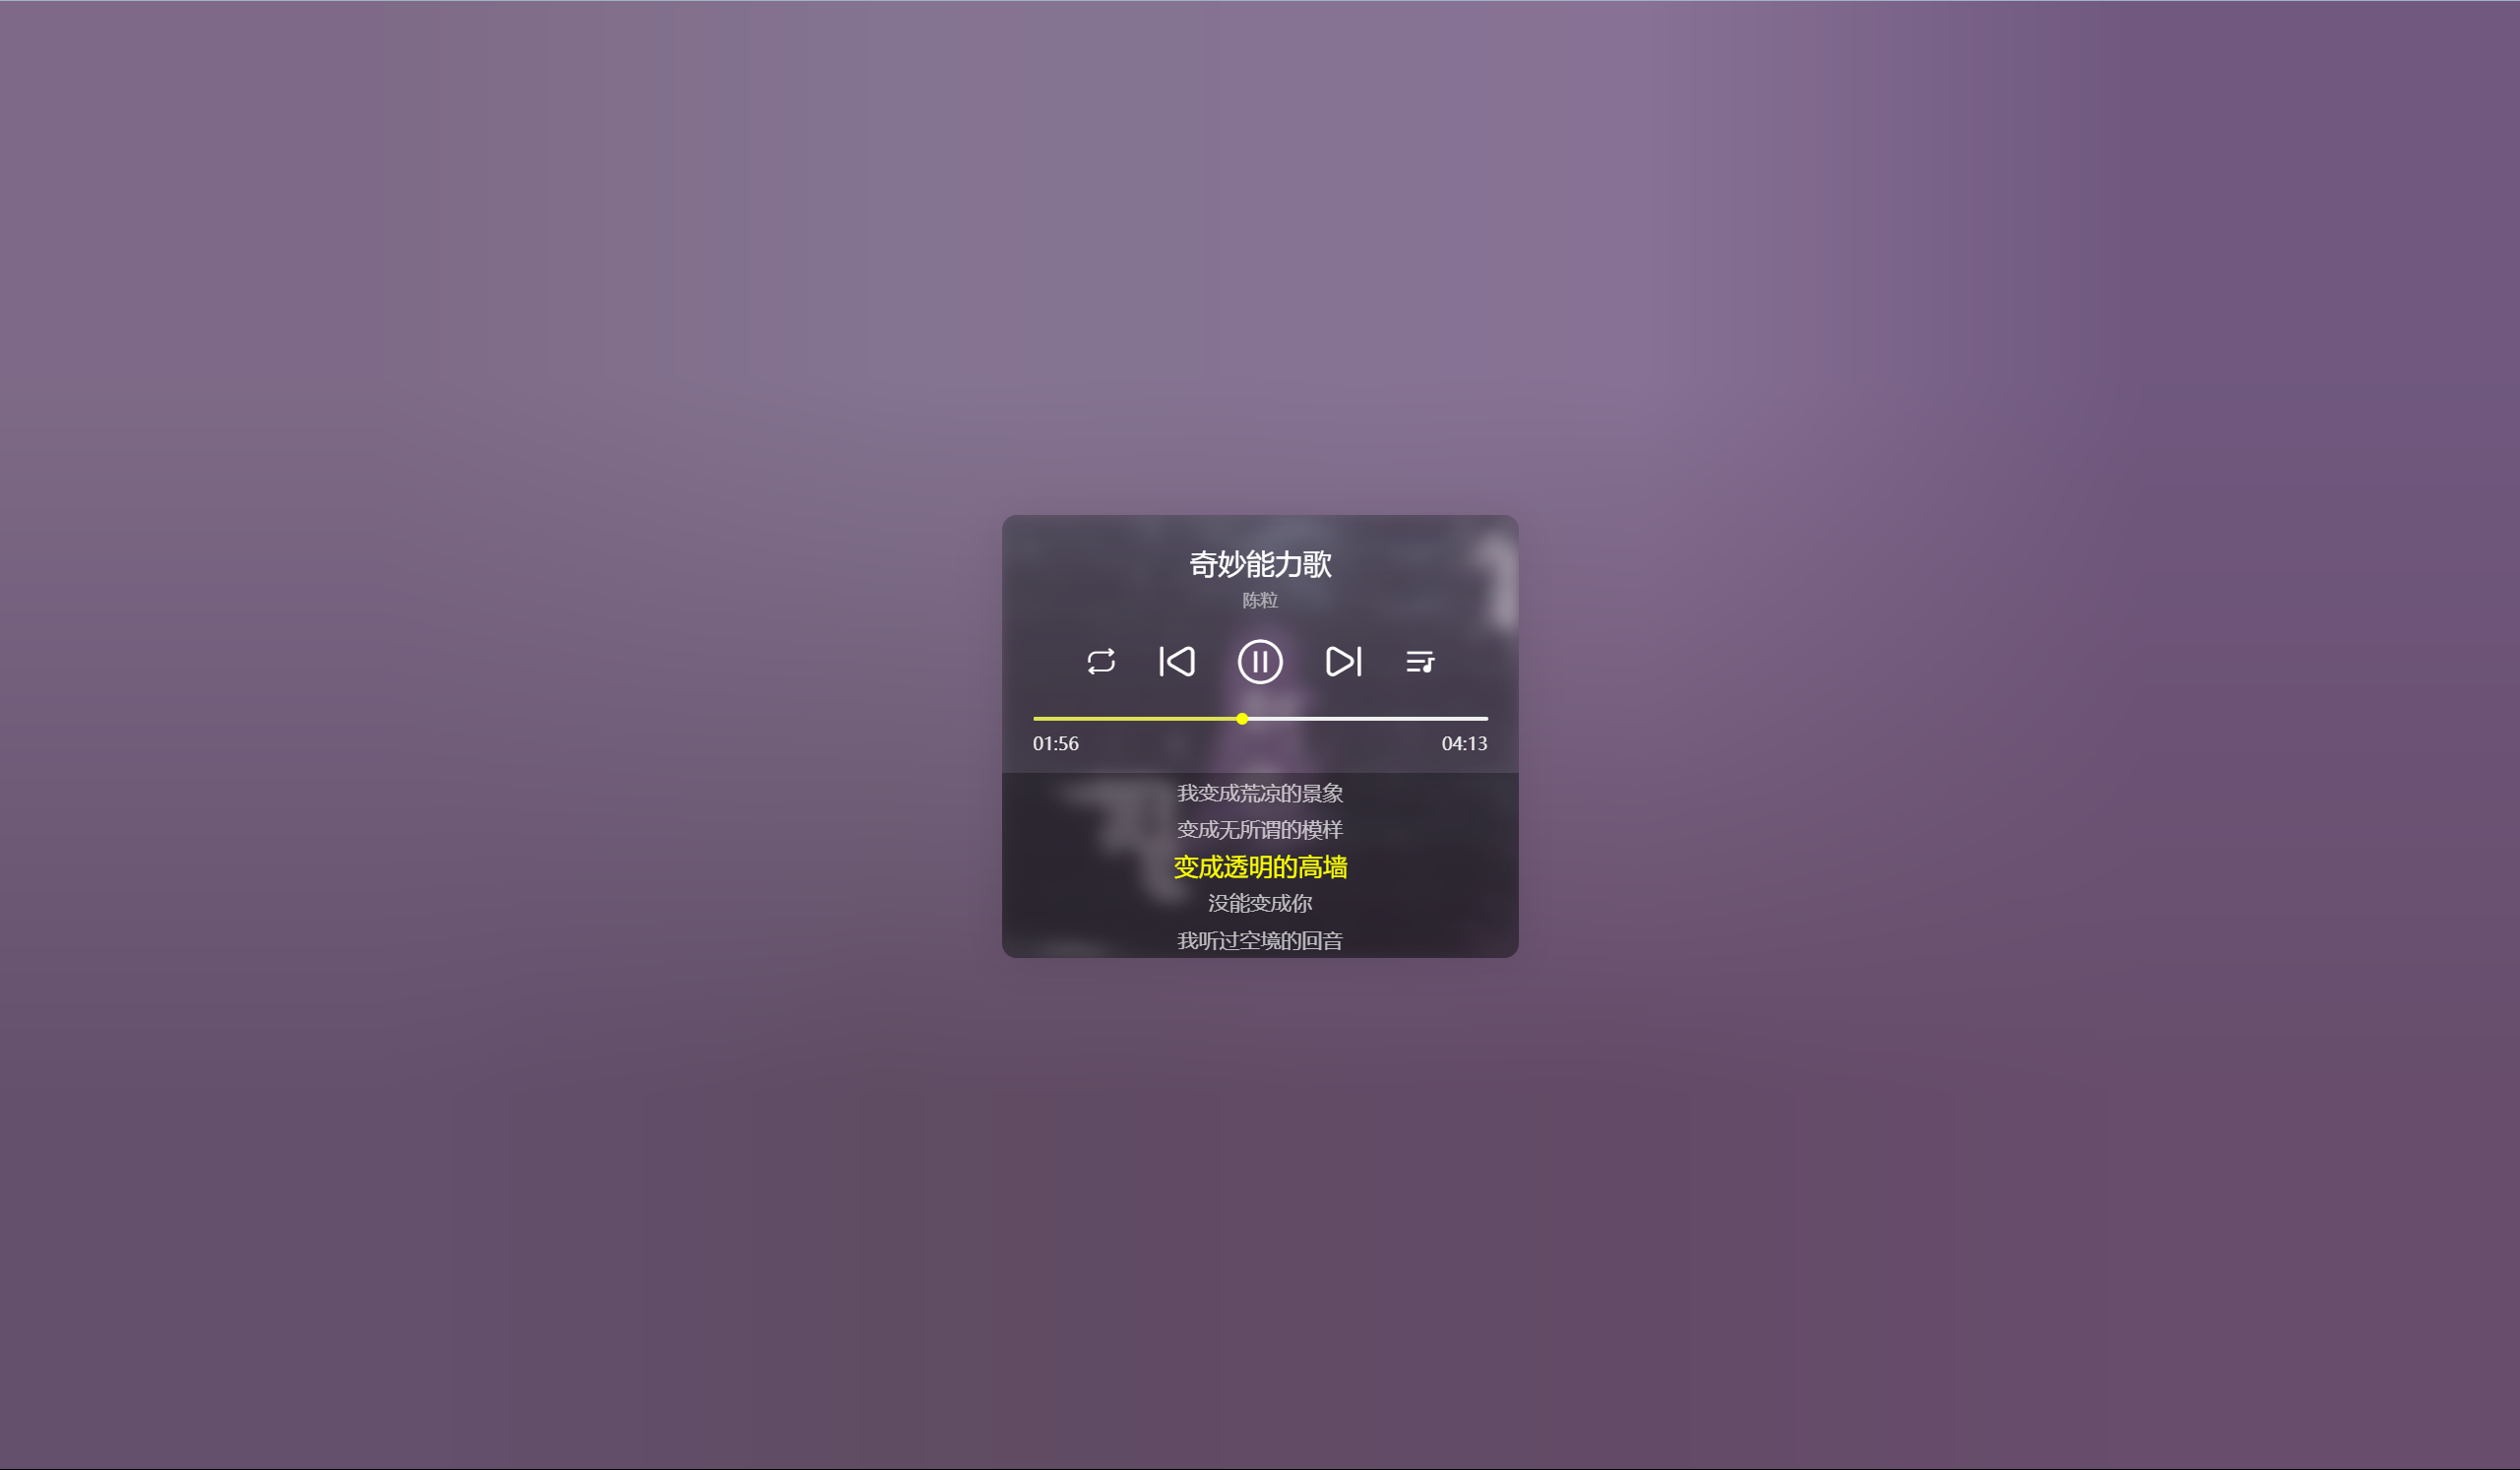 奇妙能力歌
陈粒
01:56
04:13
我变成荒凉的景象
变成无所谓的模样
变成透明的高墙
没能变成你
我听过空境的回音